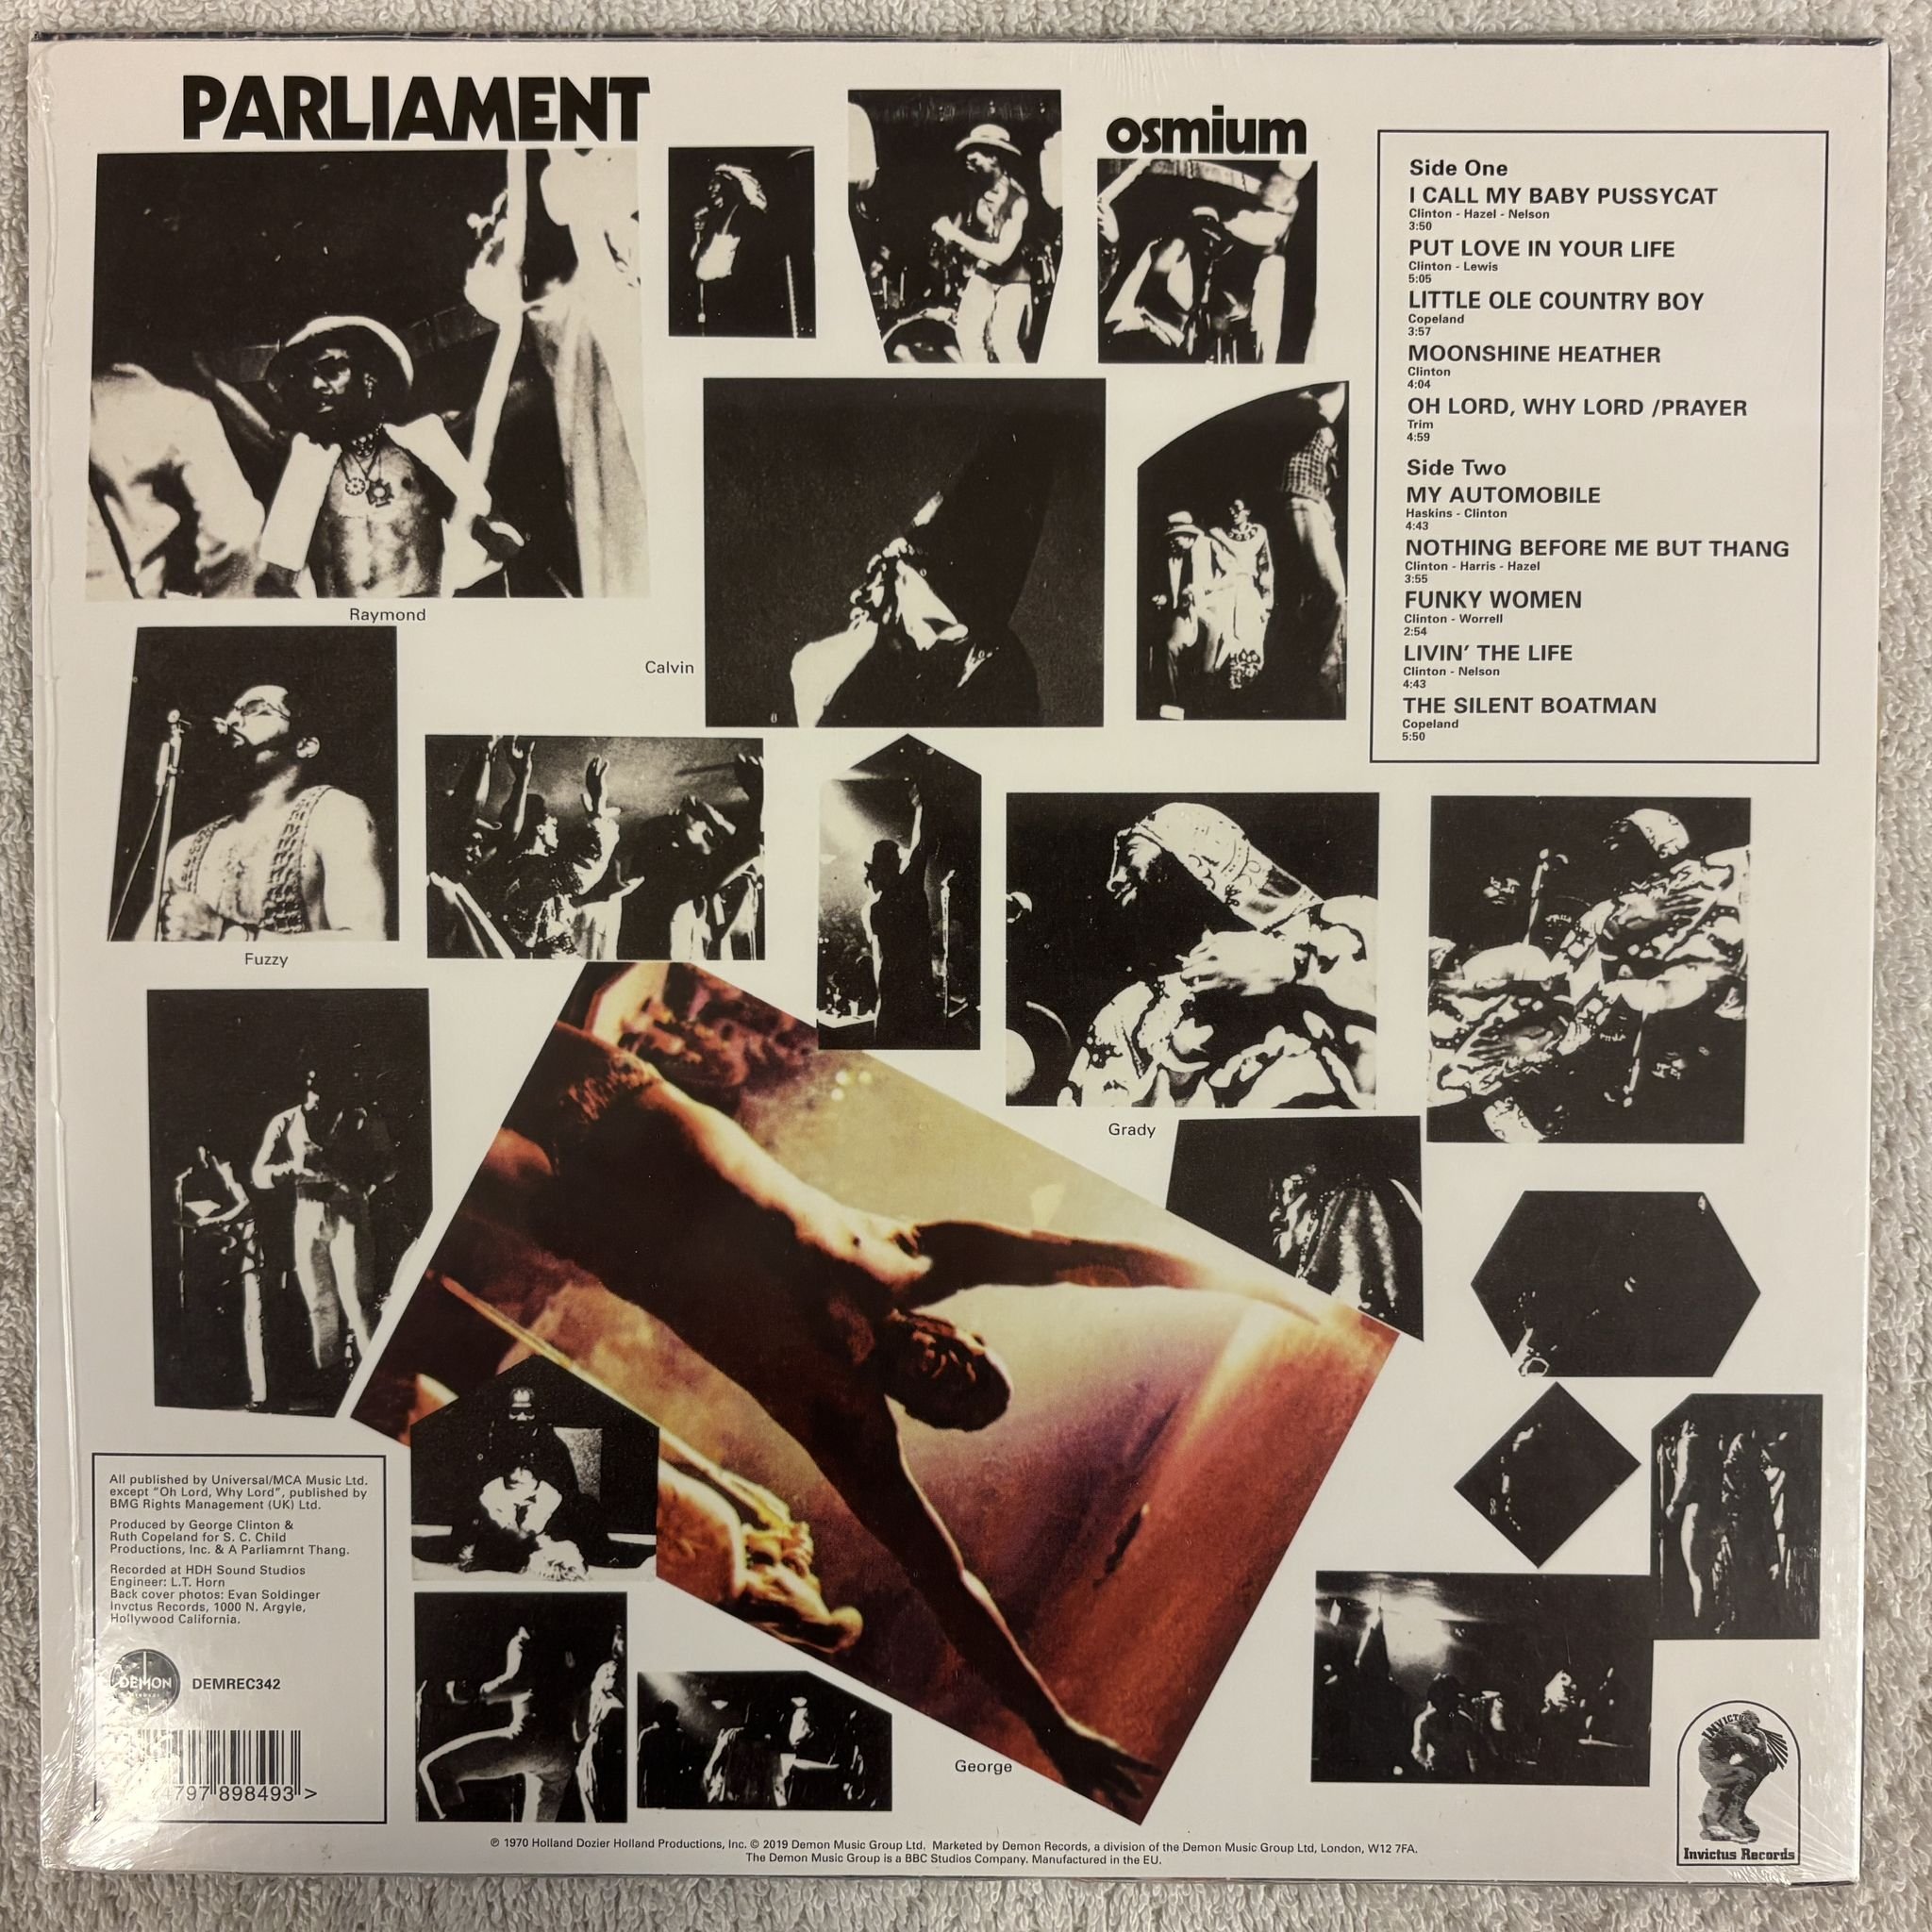 PARLIAMENT
osmium
Side One
I CALL MY BABY PUSSYCAT
Clinton - Hazel - Nelson
3:50
PUT LOVE IN YOUR LIFE
Clinton - Lewis
5:05
LITTLE OLE COUNTRY BOY
Copeland
3:57
MOONSHINE HEATHER
Clinton
4:04
OH LORD, WHY LORD /PRAYER
Trim
4:59
Side Two
MY AUTOMOBILE
Haskins - Clinton
4:43
NOTHING BEFORE ME BUT THANG
Clinton - Harris - Hazel
3:55
FUNKY WOMEN
Clinton - Worrell
2:54
LIVIN' THE LIFE
Clinton - Nelson
4:43
THE SILENT BOATMAN
Copeland
5:50
Raymond
Calvin
Fuzzy
Grady
George
All published by Universal/MCA Music Ltd.
except "Oh Lord, Why Lord", published by
BMG Rights Management (UK) Ltd.
Produced by George Clinton &
Ruth Copeland for S. C. Child
Productions, Inc. & A Parliamrnt Thang.
Recorded at HDH Sound Studios
Engineer: L.T. Horn
Back cover photos: Evan Soldinger
Invctus Records, 1000 N. Argyle,
Hollywood California.
DEMON
DEMREC342
797 898493 >
INVICTUS
Invictus Records
℗ 1970 Holland Dozier Holland Productions, Inc. © 2019 Demon Music Group Ltd. Marketed by Demon Records, a division of the Demon Music Group Ltd, London, W12 7FA.
The Demon Music Group is a BBC Studios Company. Manufactured in the EU.